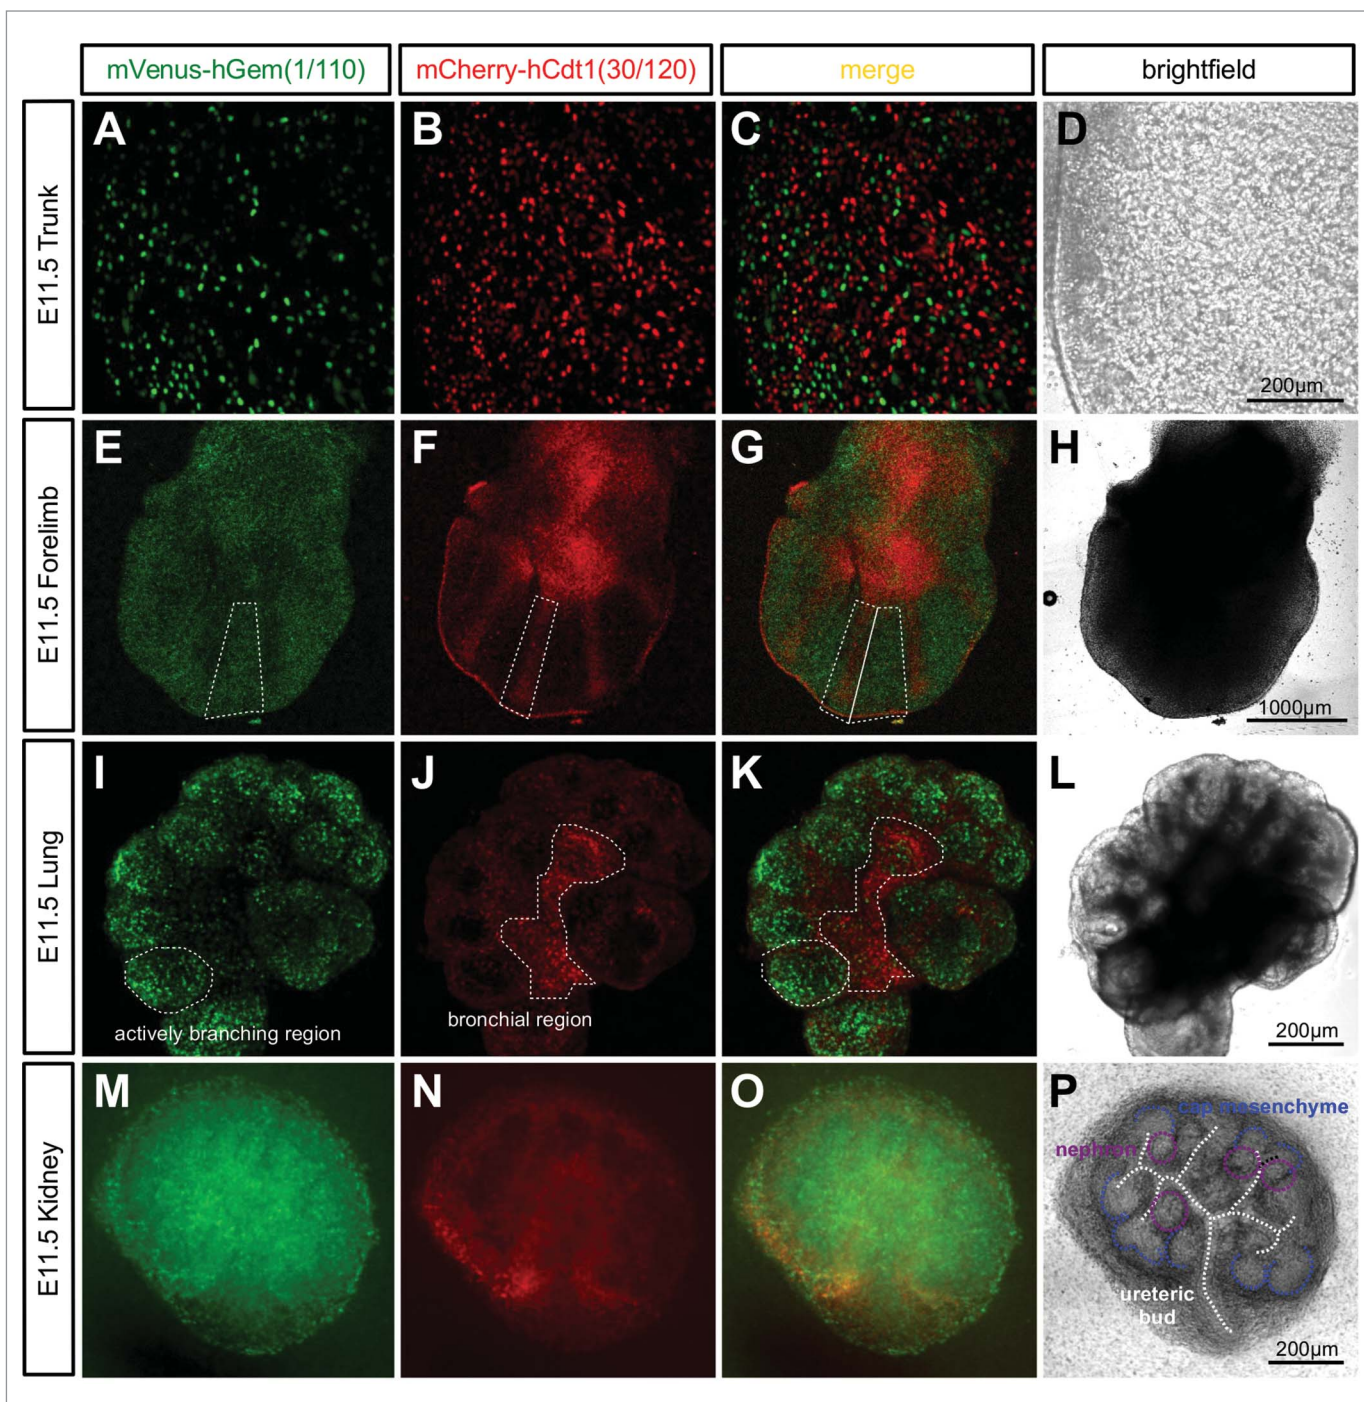 mVenus-hGem(1/110)
mCherry-hCdt1(30/120)
merge
brightfield
E11.5 Trunk
A
B
C
D
200µm
E11.5 Forelimb
E
F
G
H
1000µm
E11.5 Lung
I
actively branching region
J
bronchial region
K
L
200µm
E11.5 Kidney
M
N
O
P
cap mesenchyme
nephron
ureteric
bud
200µm